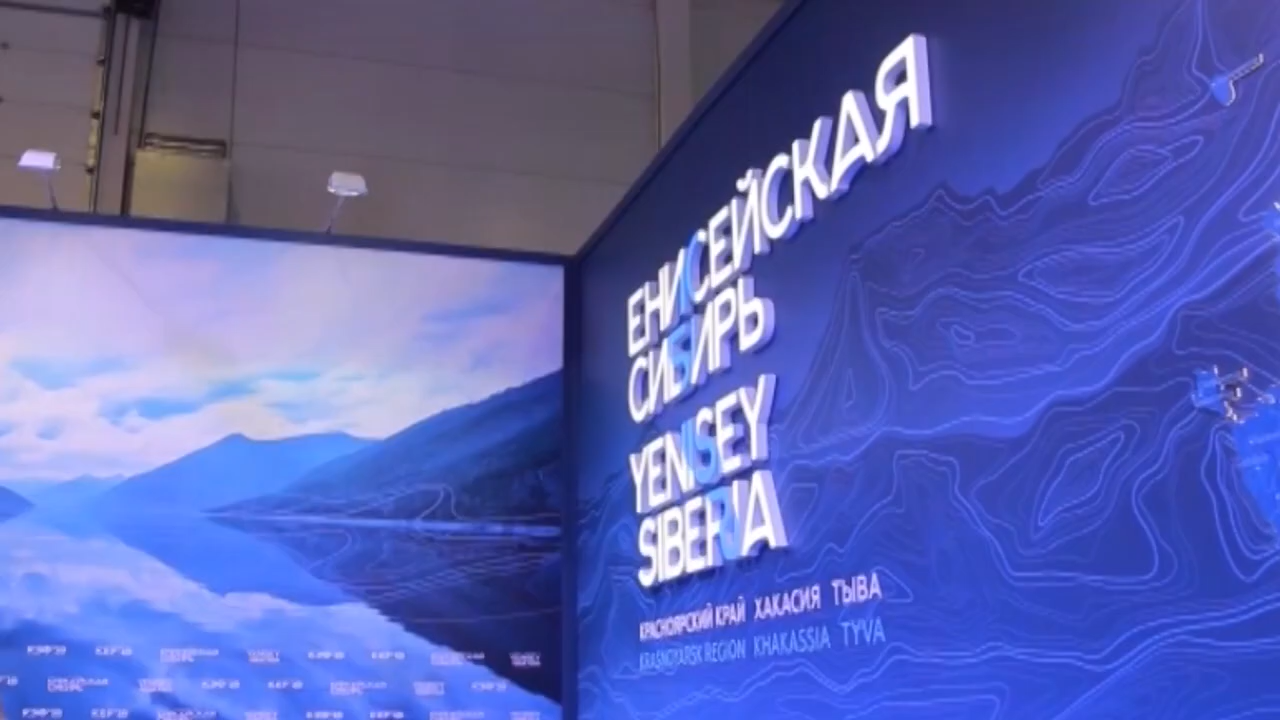 ЕНИСЕЙСКАЯ
СИБИРЬ
YENISEY
SIBERIA
КРАСНОЯРСКИЙ КРАЙ ХАКАСИЯ ТЫВА
KRASNOYARSK REGION KHAKASSIA TYVA